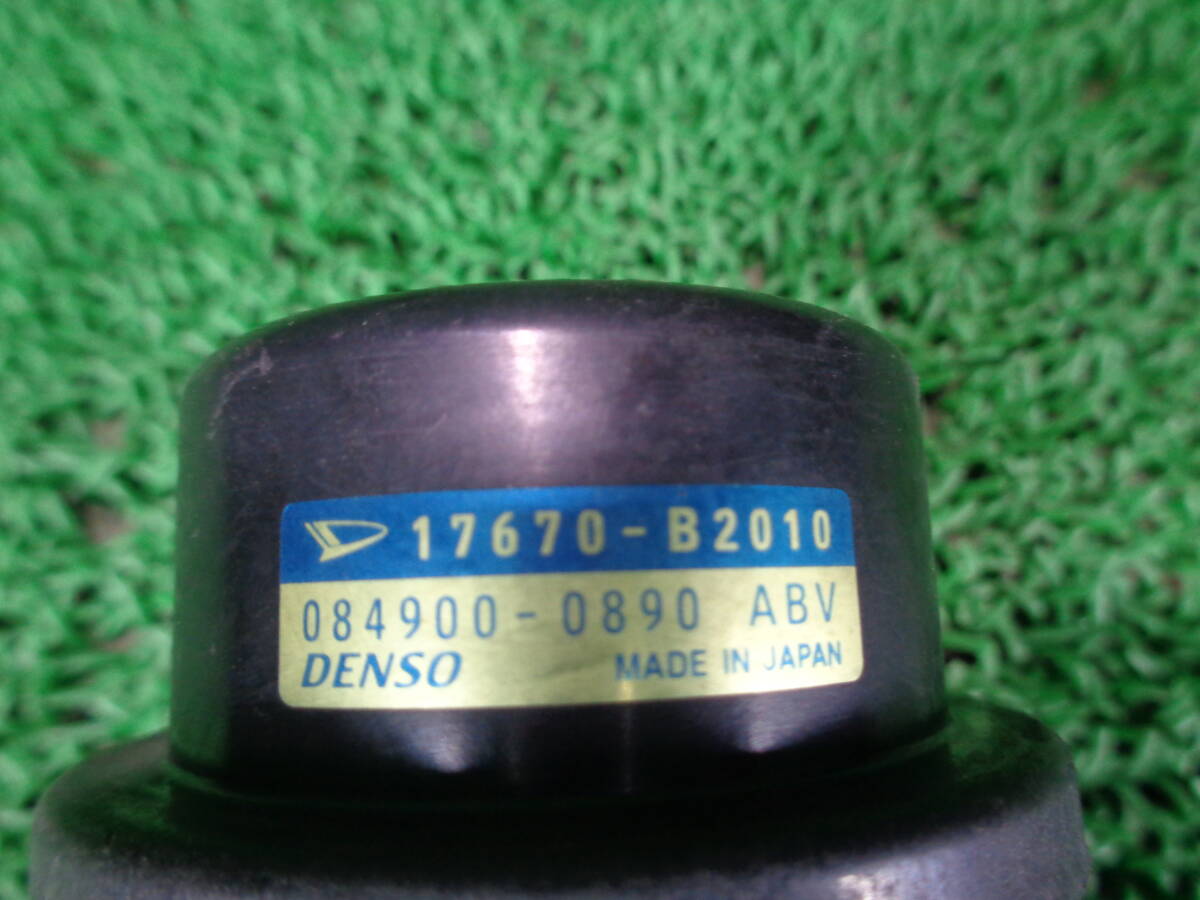 17670-B2010
084900-0890 ABV
DENSO MADE IN JAPAN